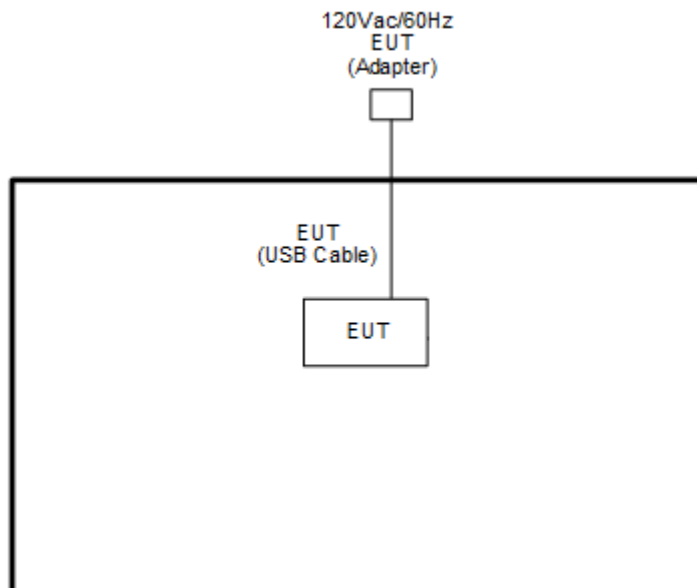 120Vac/60Hz
EUT
(Adapter)
EUT
(USB Cable)
EUT